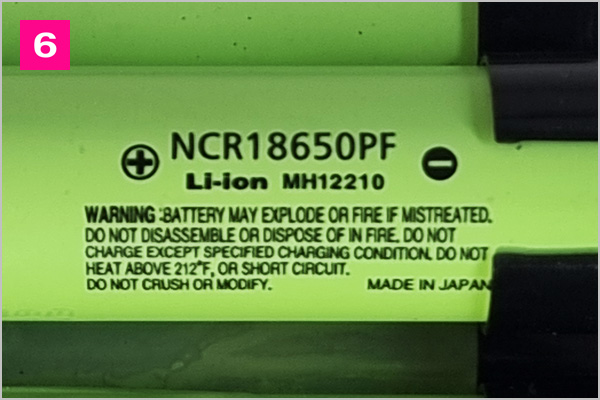 6
NCR18650PF
Li-ion MH12210
WARNING :BATTERY MAY EXPLODE OR FIRE IF MISTREATED.
DO NOT DISASSEMBLE OR DISPOSE OF IN FIRE. DO NOT
CHARGE EXCEPT SPECIFIED CHARGING CONDITION. DO NOT
HEAT ABOVE 212°F, OR SHORT CIRCUIT.
DO NOT CRUSH OR MODIFY. MADE IN JAPAN